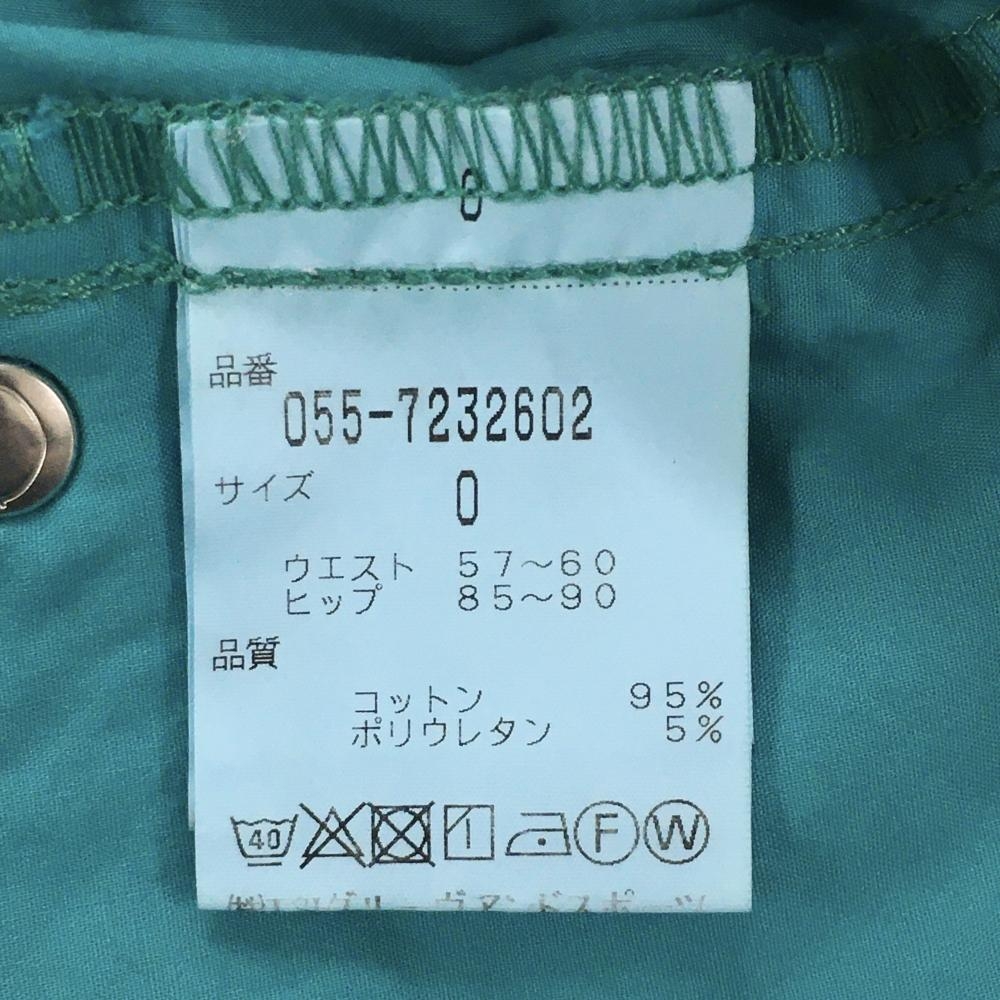 0
品番
055-7232602
サイズ
0
ウエスト 57～60
ヒップ 85～90
品質
コットン 95%
ポリウレタン 5%
40 F W